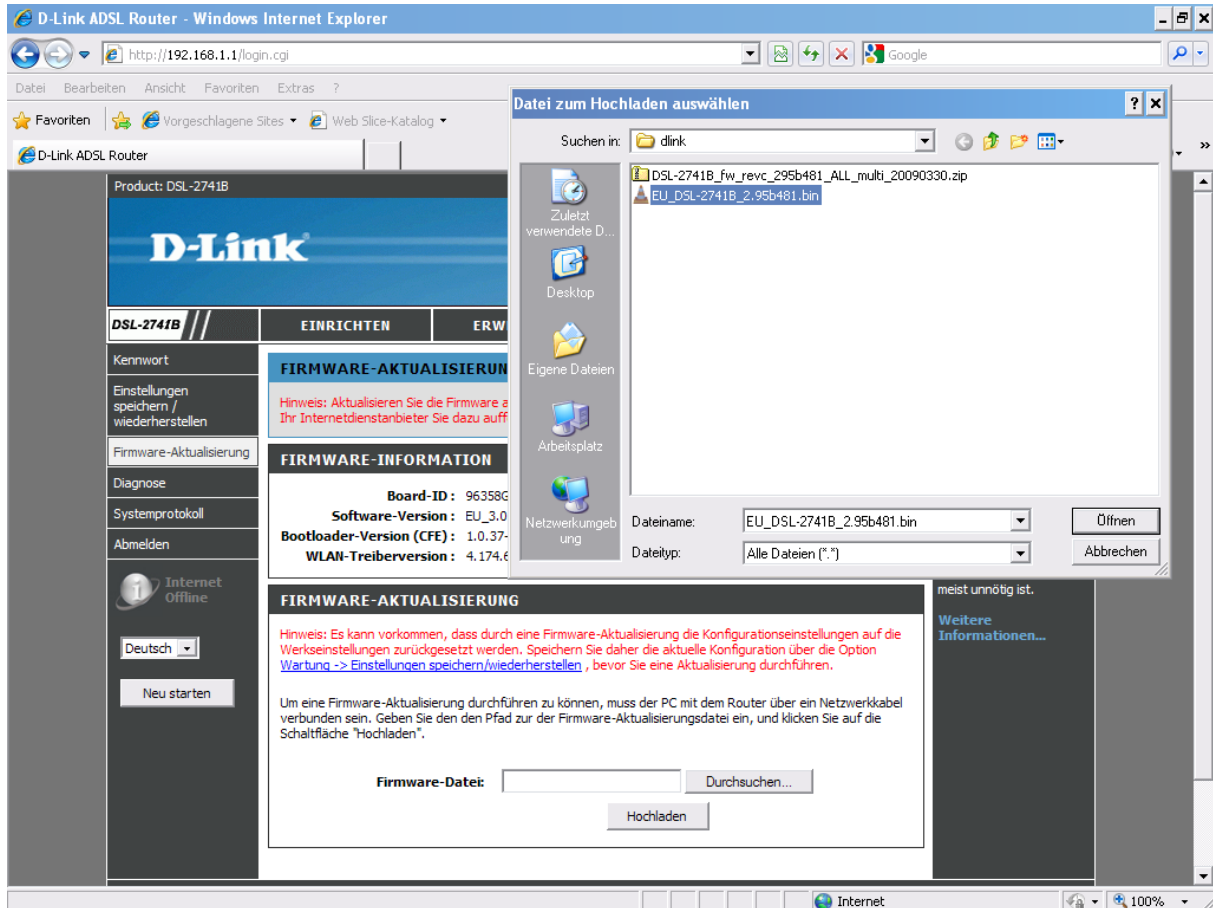 D-Link ADSL Router - Windows Internet Explorer
http://192.168.1.1/login.cgi
Google
Datei Bearbeiten Ansicht Favoriten Extras ?
Favoriten Vorgeschlagene Sites Web Slice-Katalog
D-Link ADSL Router
Product: DSL-2741B
D-Link
DSL-2741B
EINRICHTEN
ERW
Kennwort
Einstellungen
speichern /
wiederherstellen
Firmware-Aktualisierung
Diagnose
Systemprotokoll
Abmelden
Internet
Offline
Deutsch
Neu starten
FIRMWARE-AKTUALISIERUN
Hinweis: Aktualisieren Sie die Firmware a
Ihr Internetdienstanbieter Sie dazu auff
FIRMWARE-INFORMATION
Board-ID : 96358G
Software-Version : EU_3.0
Bootloader-Version (CFE) : 1.0.37-
WLAN-Treiberversion : 4.174.6
FIRMWARE-AKTUALISIERUNG
Hinweis: Es kann vorkommen, dass durch eine Firmware-Aktualisierung die Konfigurationseinstellungen auf die
Werkseinstellungen zurückgesetzt werden. Speichern Sie daher die aktuelle Konfiguration über die Option
Wartung -> Einstellungen speichern/wiederherstellen , bevor Sie eine Aktualisierung durchführen.
Um eine Firmware-Aktualisierung durchführen zu können, muss der PC mit dem Router über ein Netzwerkkabel
verbunden sein. Geben Sie den den Pfad zur der Firmware-Aktualisierungsdatei ein, und klicken Sie auf die
Schaltfläche "Hochladen".
Firmware-Datei:
Durchsuchen...
Hochladen
meist unnötig ist.
Weitere
Informationen...
Datei zum Hochladen auswählen
Suchen in: dlink
DSL-2741B_fw_revc_295b481_ALL_multi_20090330.zip
EU_DSL-2741B_2.95b481.bin
Zuletzt
verwendete D...
Desktop
Eigene Dateien
Arbeitsplatz
Netzwerkumgeb
ung
Dateiname: EU_DSL-2741B_2.95b481.bin
Öffnen
Dateityp: Alle Dateien (*.*)
Abbrechen
Internet
100%